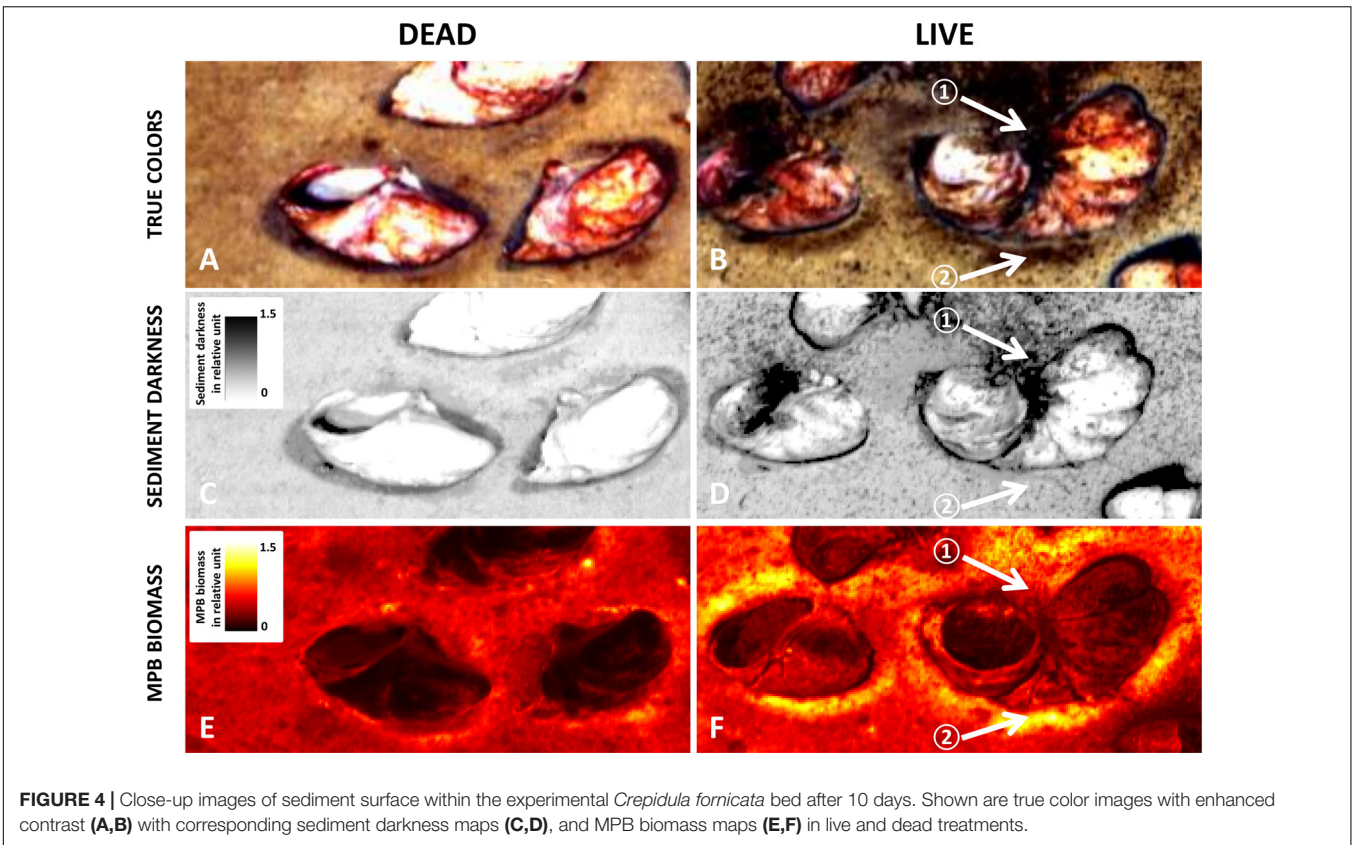 DEAD
LIVE
TRUE COLORS
A
①
②
B
SEDIMENT DARKNESS
Sediment darkness
in relative unit
1.5
0
C
①
②
D
MPB BIOMASS
MPB biomass
in relative unit
1.5
0
E
①
②
F
FIGURE 4 | Close-up images of sediment surface within the experimental Crepidula fornicata bed after 10 days. Shown are true color images with enhanced
contrast (A,B) with corresponding sediment darkness maps (C,D), and MPB biomass maps (E,F) in live and dead treatments.